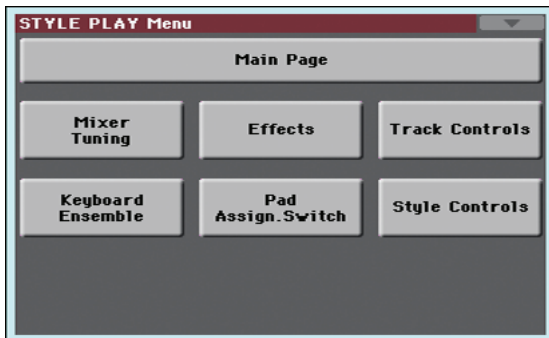 STYLE PLAY Menu
Main Page
Mixer
Tuning
Effects
Track Controls
Keyboard
Ensemble
Pad
Assign.Switch
Style Controls